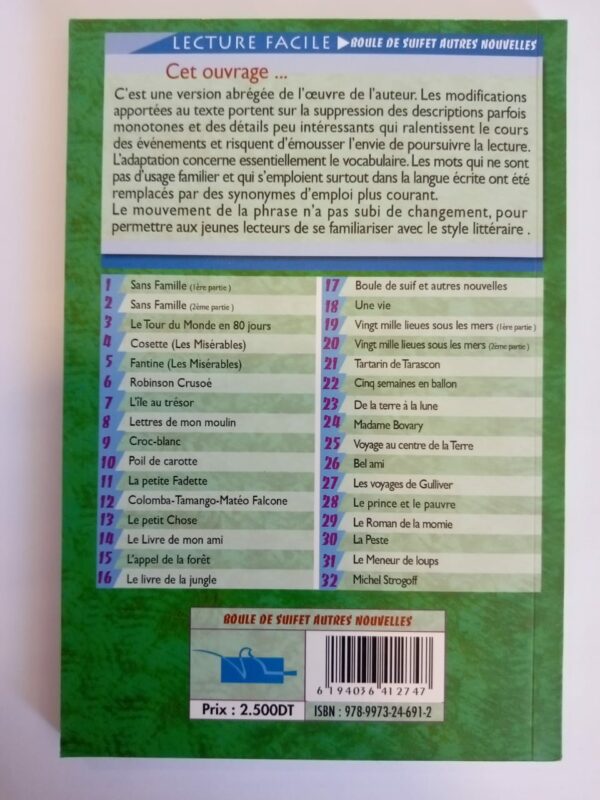 LECTURE FACILE ▶ BOULE DE SUIFET AUTRES NOUVELLES
Cet ouvrage ...
C'est une version abrégée de l'œuvre de l'auteur. Les modifications
apportées au texte portent sur la suppression des descriptions parfois
monotones et des détails peu intéressants qui ralentissent le cours
des événements et risquent d'émousser l'envie de poursuivre la lecture.
L'adaptation concerne essentiellement le vocabulaire. Les mots qui ne sont
pas d'usage familier et qui s'emploient surtout dans la langue écrite ont été
remplacés par des synonymes d'emploi plus courant.
Le mouvement de la phrase n'a pas subi de changement, pour
permettre aux jeunes lecteurs de se familiariser avec le style littéraire .
1 Sans Famille (1ère partie)
2 Sans Famille (2ème partie)
3 Le Tour du Monde en 80 jours
4 Cosette (Les Misérables)
5 Fantine (Les Misérables)
6 Robinson Crusoé
7 L'île au trésor
8 Lettres de mon moulin
9 Croc-blanc
10 Poil de carotte
11 La petite Fadette
12 Colomba-Tamango-Matéo Falcone
13 Le petit Chose
14 Le Livre de mon ami
15 L'appel de la forêt
16 Le livre de la jungle
17 Boule de suif et autres nouvelles
18 Une vie
19 Vingt mille lieues sous les mers (1ère partie)
20 Vingt mille lieues sous les mers (2ème partie)
21 Tartarin de Tarascon
22 Cinq semaines en ballon
23 De la terre à la lune
24 Madame Bovary
25 Voyage au centre de la Terre
26 Bel ami
27 Les voyages de Gulliver
28 Le prince et le pauvre
29 Le Roman de la momie
30 La Peste
31 Le Meneur de loups
32 Michel Strogoff
BOULE DE SUIFET AUTRES NOUVELLES
6 194036 412747
Prix : 2.500DT
ISBN : 978-9973-24-691-2